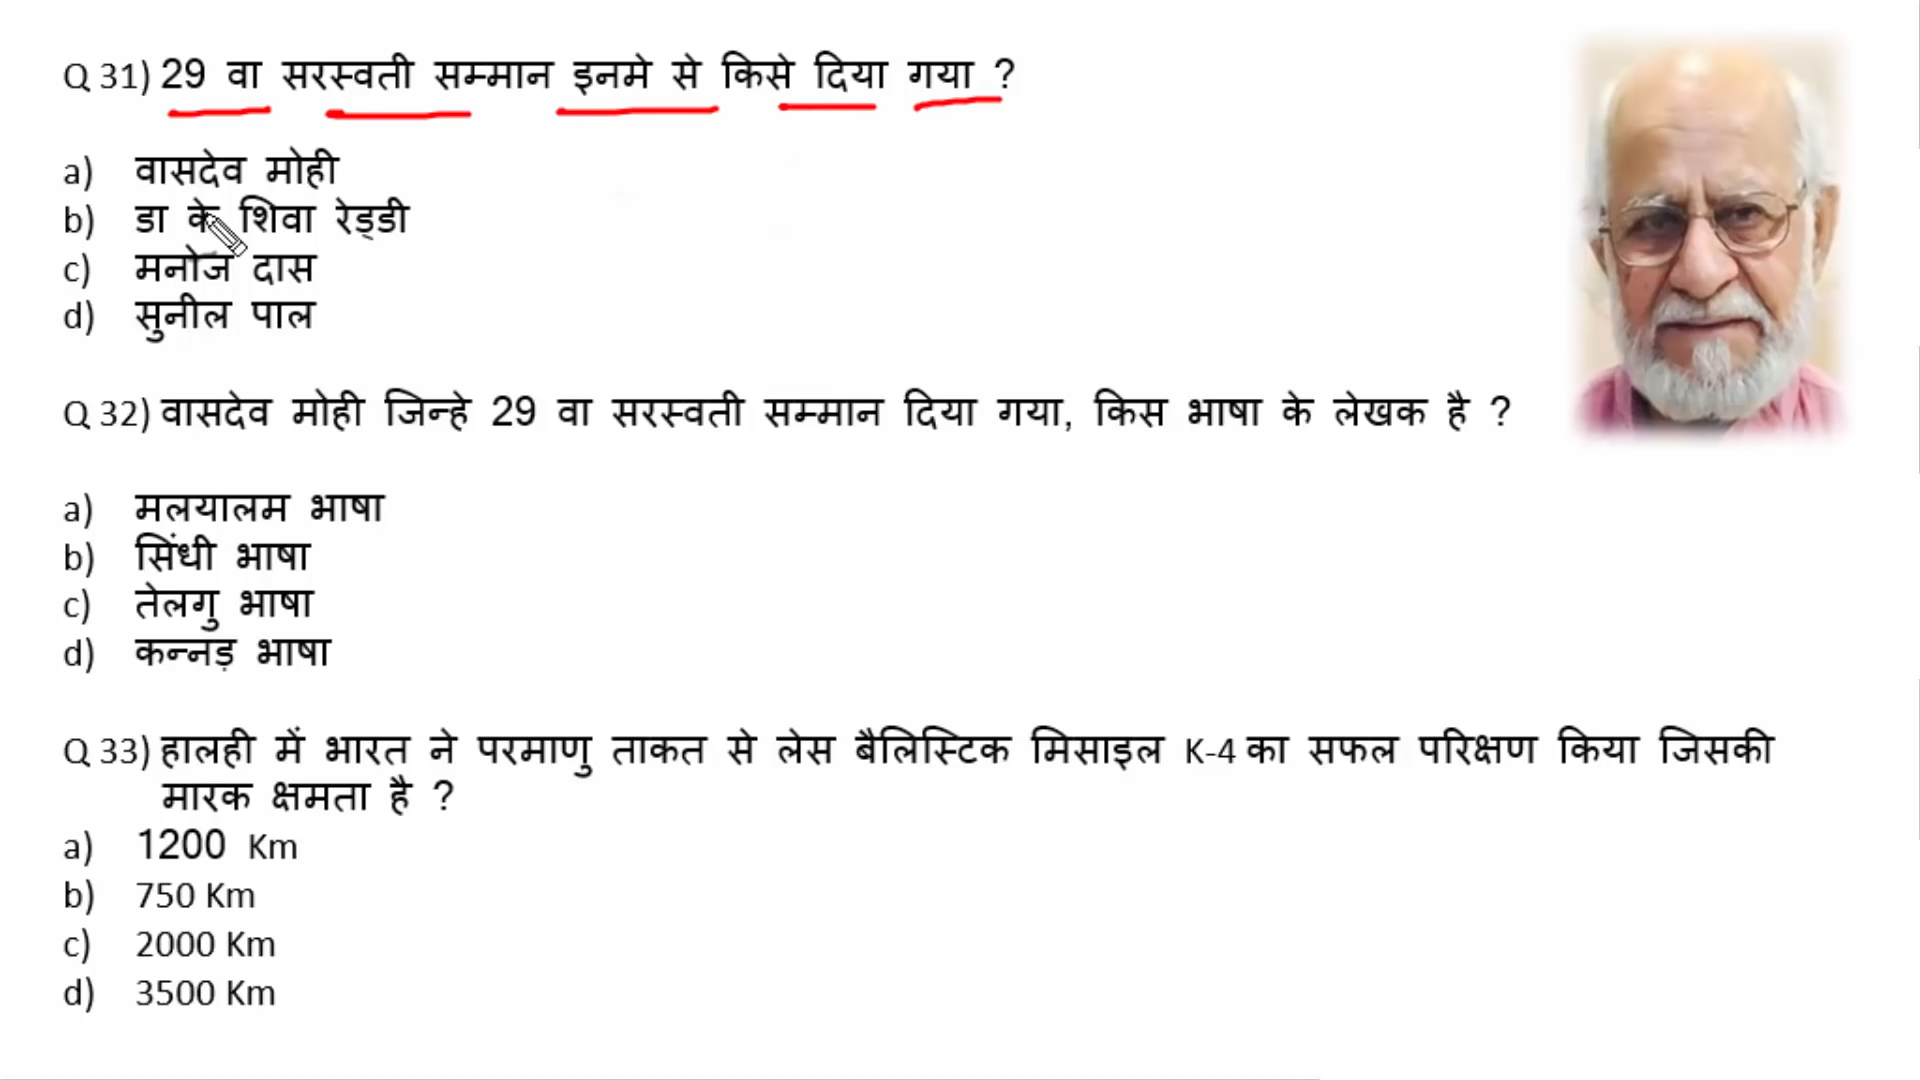 Q 31) 29 वा सरस्वती सम्मान इनमे से किसे दिया गया ?
a) वासदेव मोही
b) डा के शिवा रेड्डी
c) मनोज दास
d) सुनील पाल
Q 32) वासदेव मोही जिन्हे 29 वा सरस्वती सम्मान दिया गया, किस भाषा के लेखक है ?
a) मलयालम भाषा
b) सिंधी भाषा
c) तेलगु भाषा
d) कन्नड़ भाषा
Q 33) हालही में भारत ने परमाणु ताकत से लेस बैलिस्टिक मिसाइल K-4 का सफल परिक्षण किया जिसकी
मारक क्षमता है ?
a) 1200 Km
b) 750 Km
c) 2000 Km
d) 3500 Km